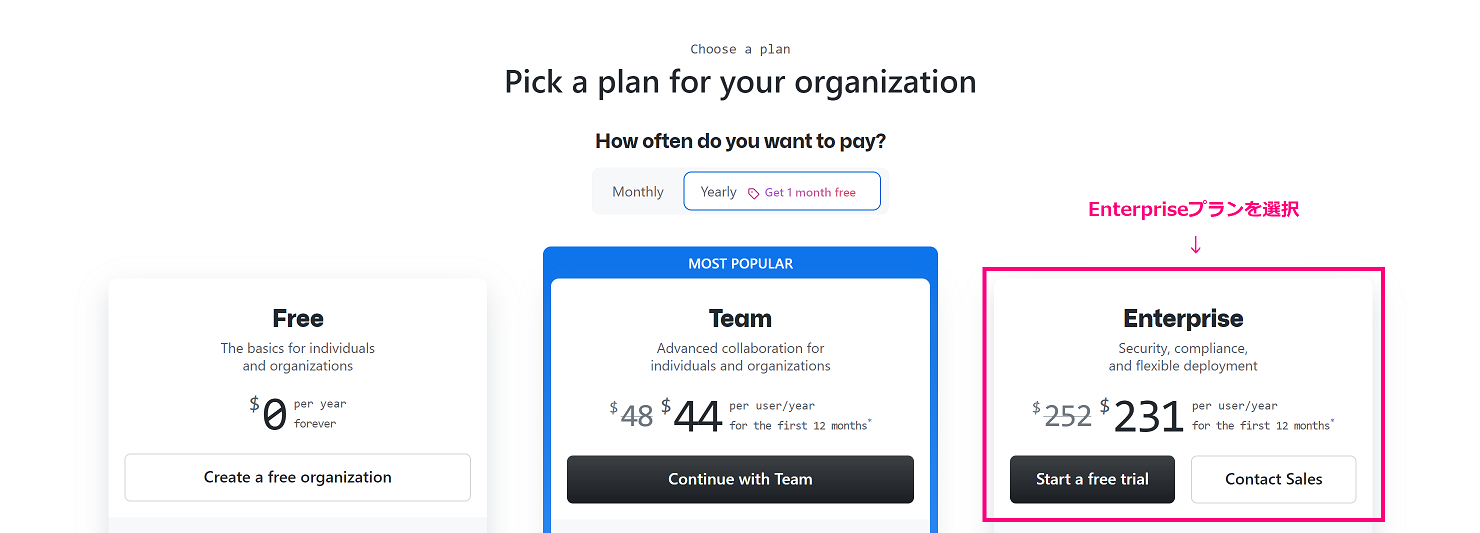 Choose a plan
Pick a plan for your organization
How often do you want to pay?
Monthly
Yearly
Get 1 month free
Enterpriseプランを選択
↓
MOST POPULAR
Free
The basics for individuals
and organizations
$0 per year
forever
Create a free organization
Team
Advanced collaboration for
individuals and organizations
$48 $44 per user/year
for the first 12 months*
Continue with Team
Enterprise
Security, compliance,
and flexible deployment
$252 $231 per user/year
for the first 12 months*
Start a free trial
Contact Sales